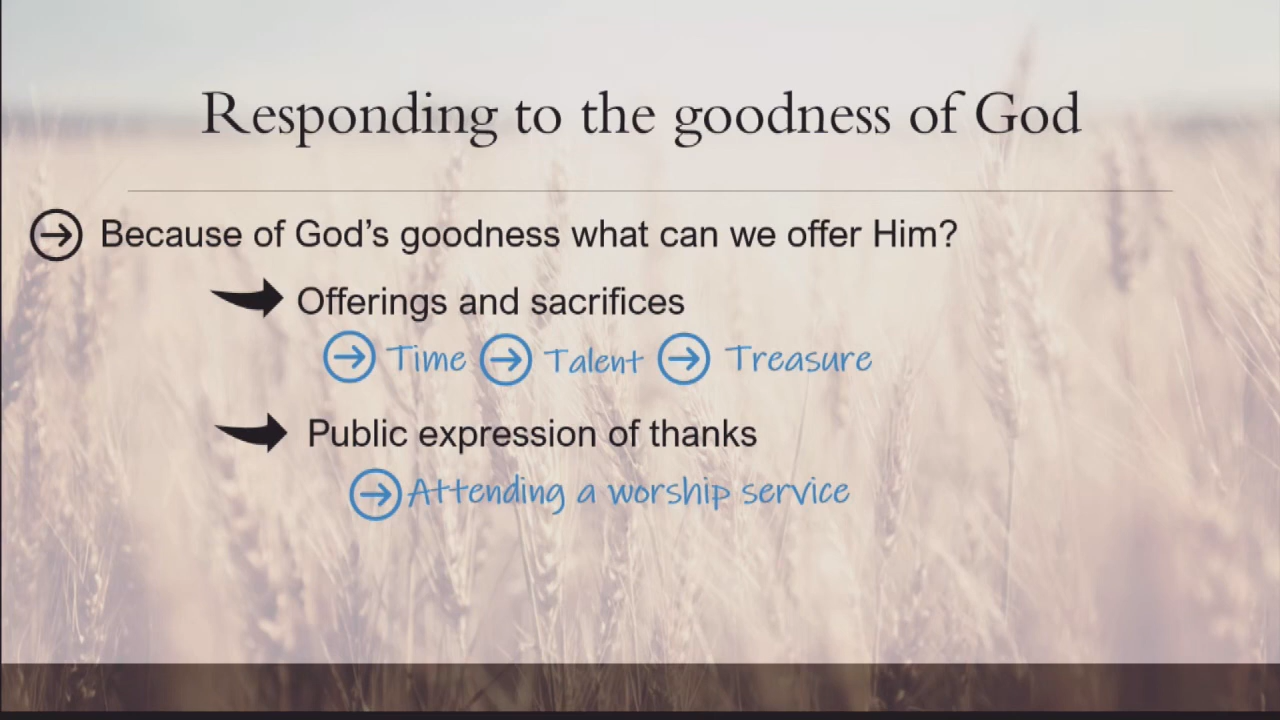 Responding to the goodness of God
Because of God’s goodness what can we offer Him?
Offerings and sacrifices
Time Talent Treasure
Public expression of thanks
Attending a worship service